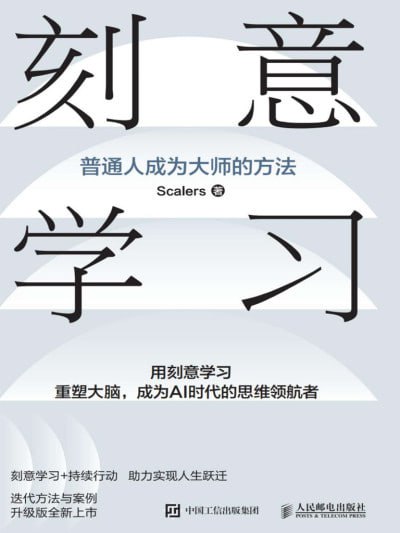 刻意
普通人成为大师的方法
Scalers 著
学习
用刻意学习
重塑大脑，成为AI时代的思维领航者
刻意学习+持续行动 助力实现人生跃迁
迭代方法与案例
升级版全新上市
中国工信出版集团
人民邮电出版社
POSTS & TELECOM PRESS